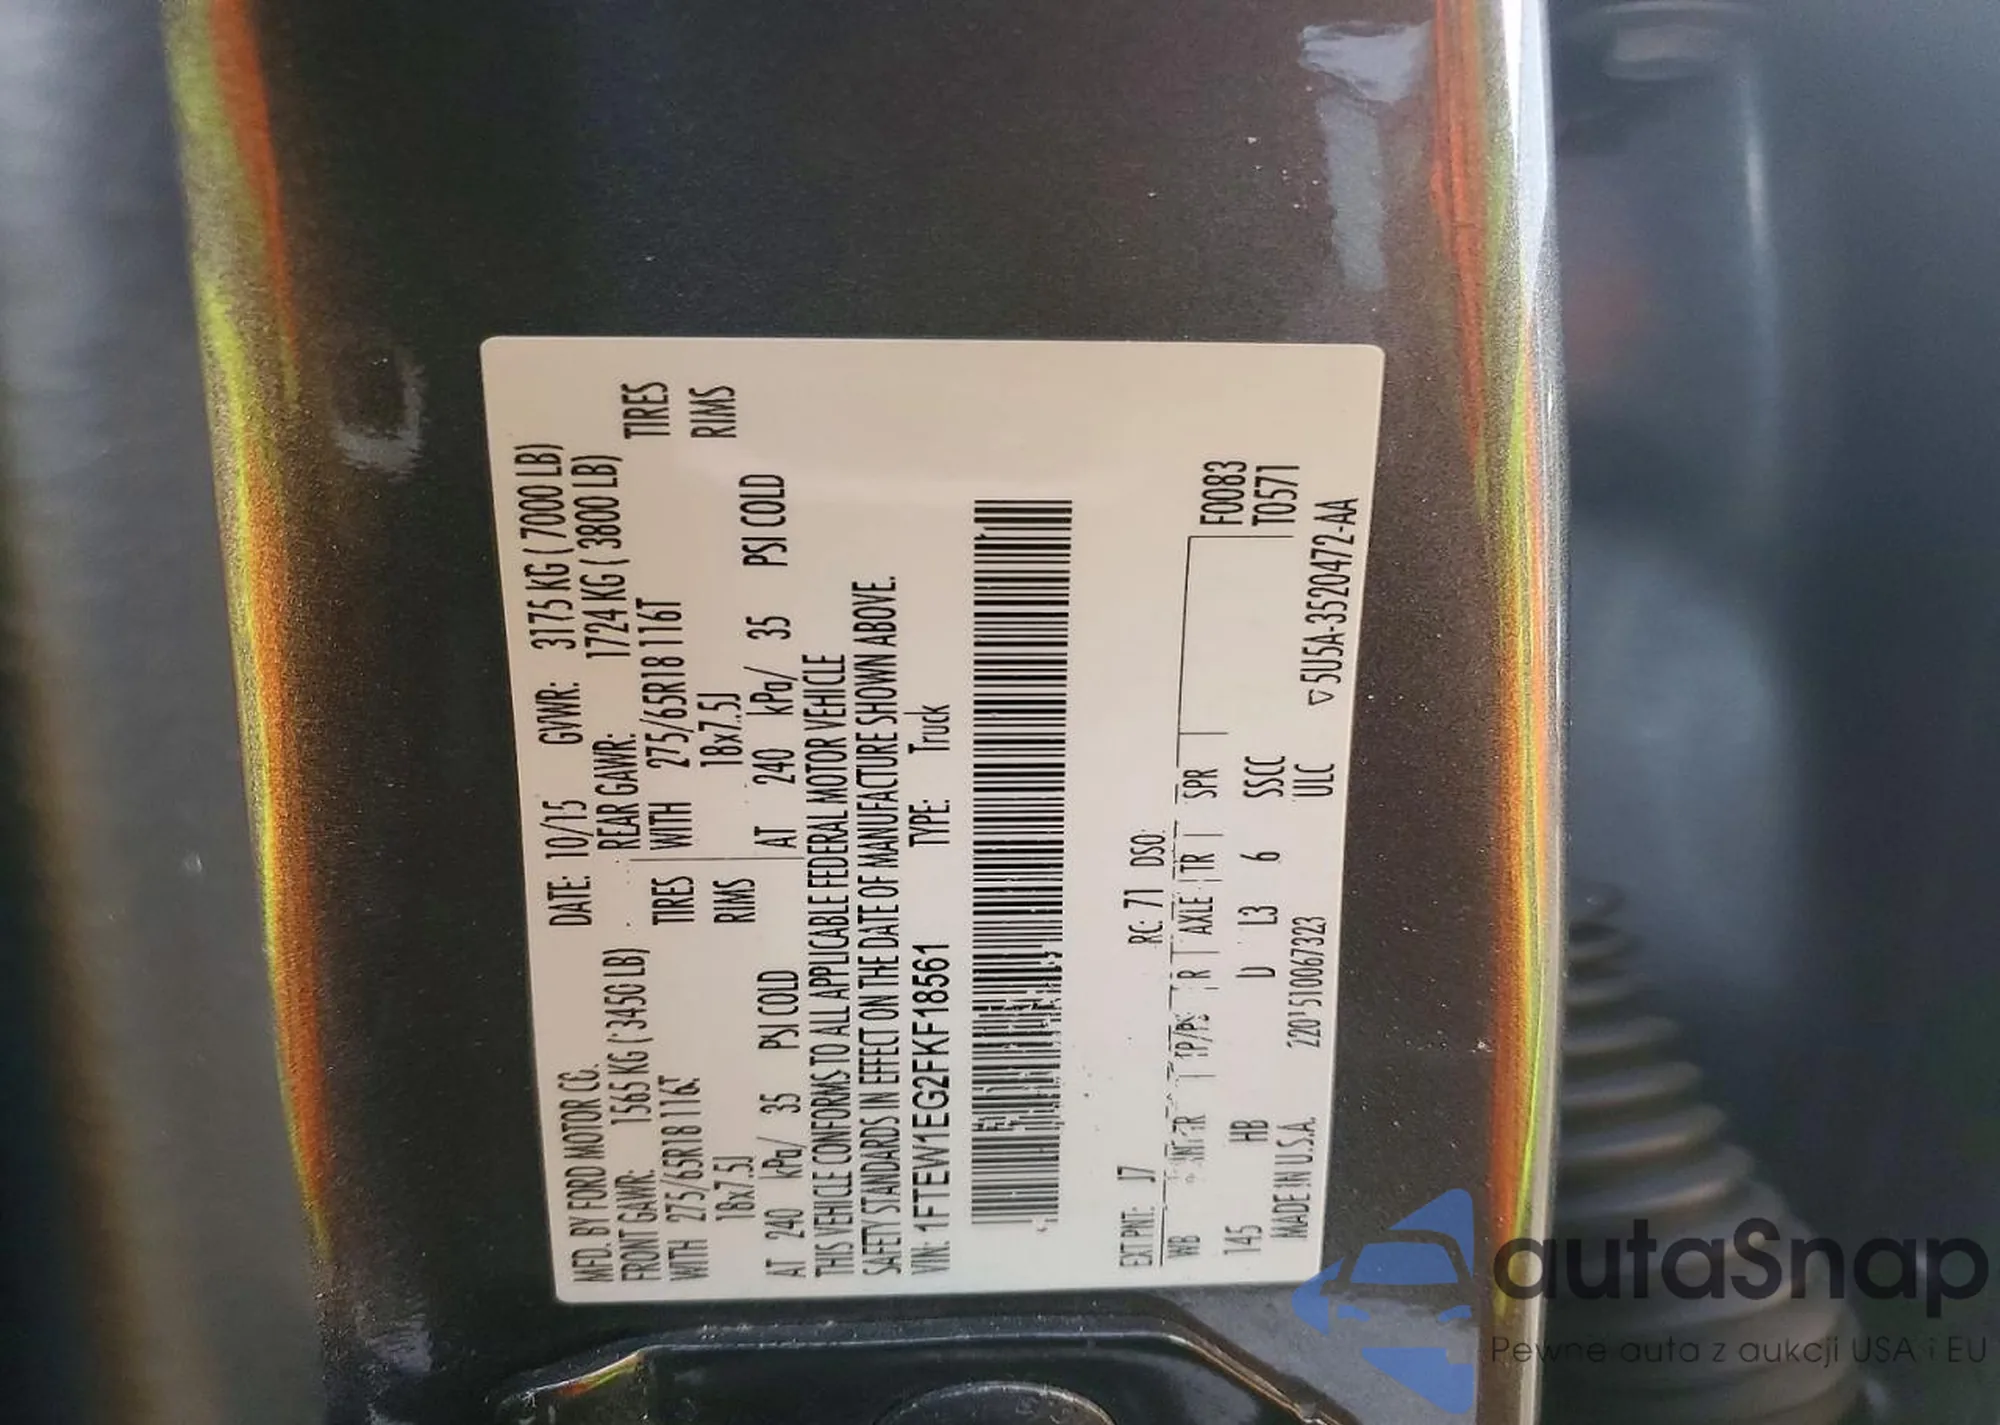 MFD. BY FORD MOTOR CO.
DATE: 10/15 GVWR: 3175 KG ( 7000 LB)
FRONT GAWR: 1565 KG ( 3450 LB)
REAR GAWR: 1724 KG ( 3800 LB)
WITH 275/65R18 116T TIRES
WITH 275/65R18 116T TIRES
18x7.5J RIMS
18x7.5J RIMS
AT 240 kPa/ 35 PSI COLD
AT 240 kPa/ 35 PSI COLD
THIS VEHICLE CONFORMS TO ALL APPLICABLE FEDERAL MOTOR VEHICLE
SAFETY STANDARDS IN EFFECT ON THE DATE OF MANUFACTURE SHOWN ABOVE.
VIN: 1FTEW1EG2FKF18561 TYPE: Truck
EXT PNT: J7 RC: 71 DSO:
WB TP/PS R AXLE TR SPR
145 HB D L3 6 SSCC
MADE IN U.S.A. ULC
F0083
T0571
5U5A-3520472-AA
autaSnap
Pewne auta z aukcji USA i EU